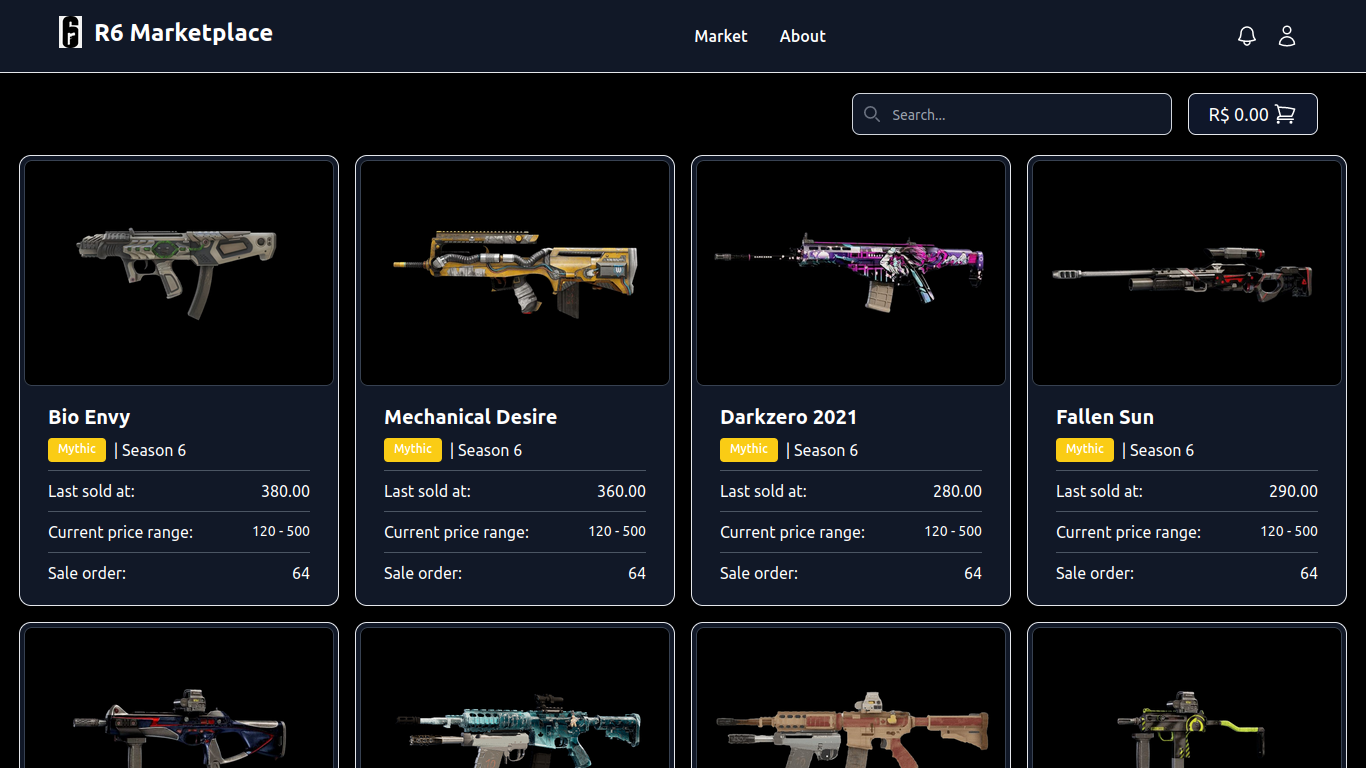 R6 Marketplace
Market About
Search...
R$ 0.00
Bio Envy
Mythic | Season 6
Last sold at: 380.00
Current price range: 120 - 500
Sale order: 64
Mechanical Desire
Mythic | Season 6
Last sold at: 360.00
Current price range: 120 - 500
Sale order: 64
Darkzero 2021
Mythic | Season 6
Last sold at: 280.00
Current price range: 120 - 500
Sale order: 64
Fallen Sun
Mythic | Season 6
Last sold at: 290.00
Current price range: 120 - 500
Sale order: 64